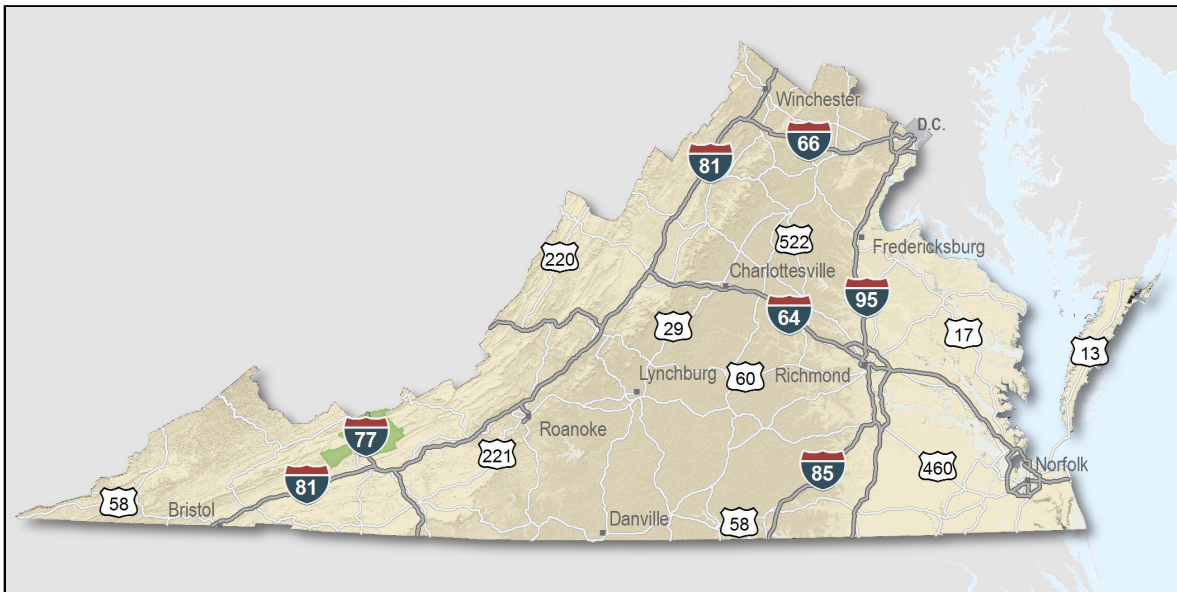 Winchester
D.C.
66
81
522
Fredericksburg
220
Charlottesville
95
64
29
17
13
60
Lynchburg
Richmond
77
Roanoke
221
460
Norfolk
81
85
58
Bristol
Danville
58